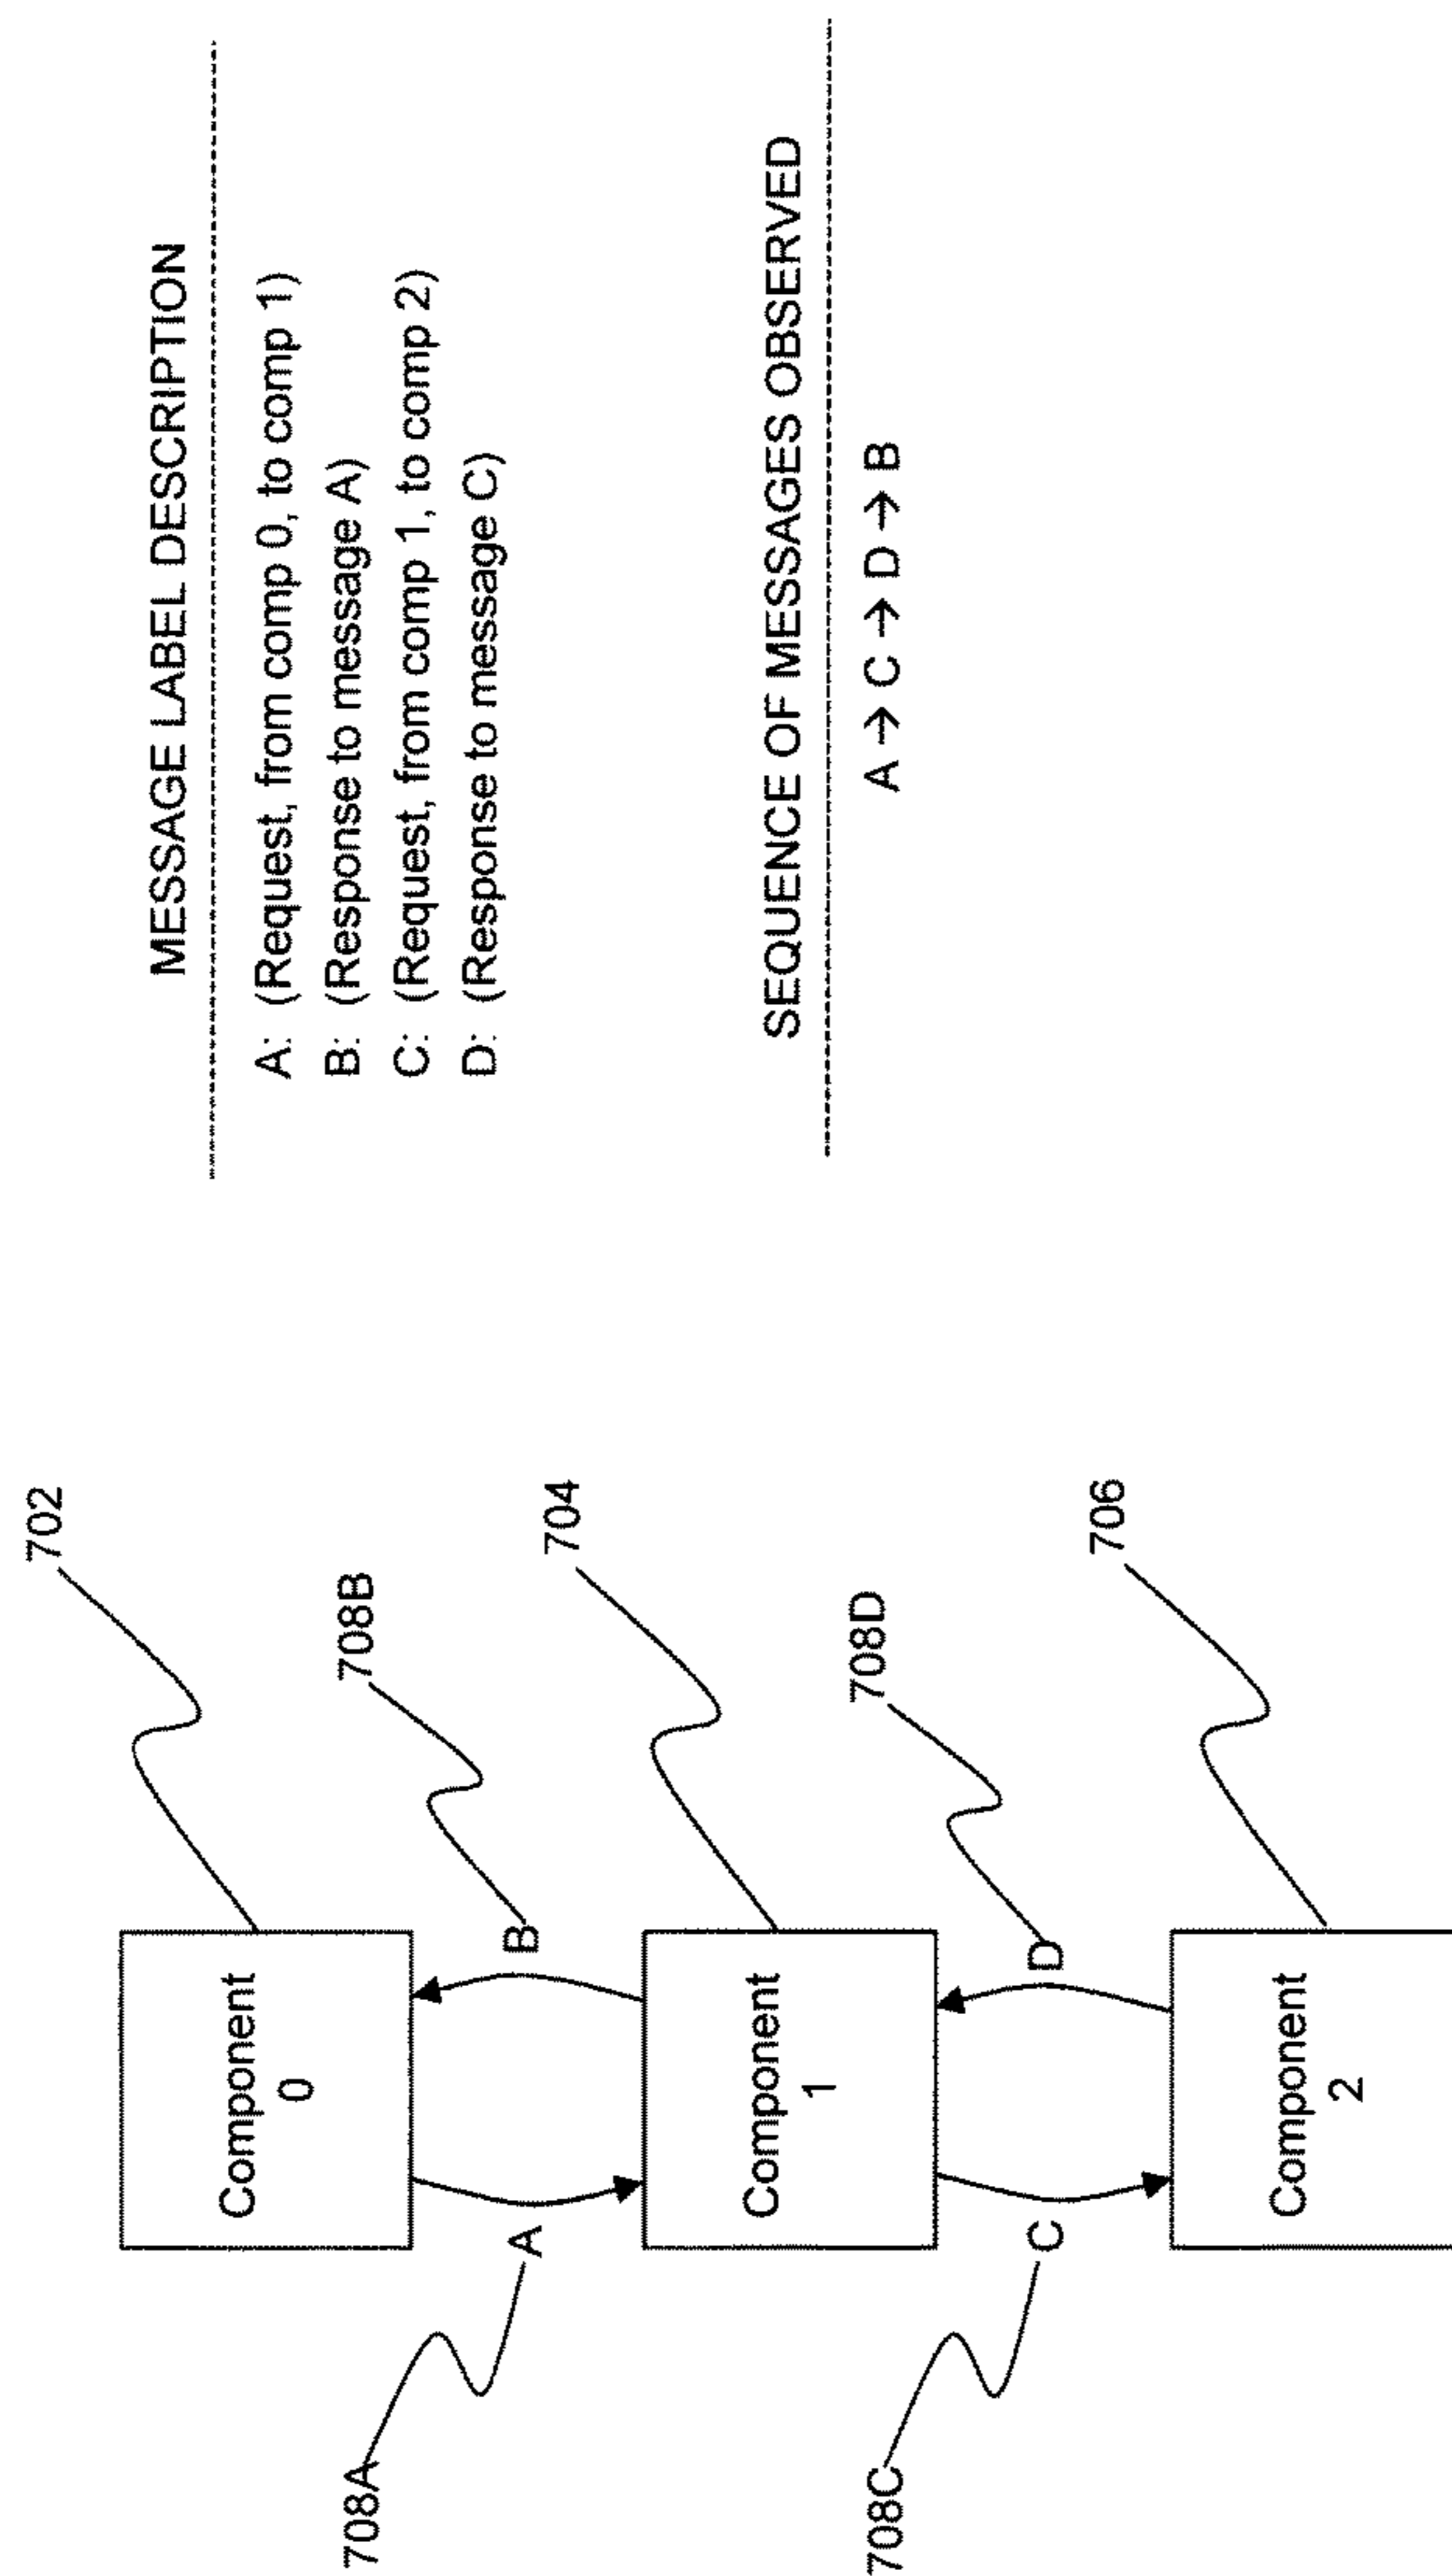 702
Component
0
708A
A
B
708B
704
Component
1
708C
C
D
708D
706
Component
2
MESSAGE LABEL DESCRIPTION
A: (Request, from comp 0, to comp 1)
B: (Response to message A)
C: (Request, from comp 1, to comp 2)
D: (Response to message C)
SEQUENCE OF MESSAGES OBSERVED
A → C → D → B